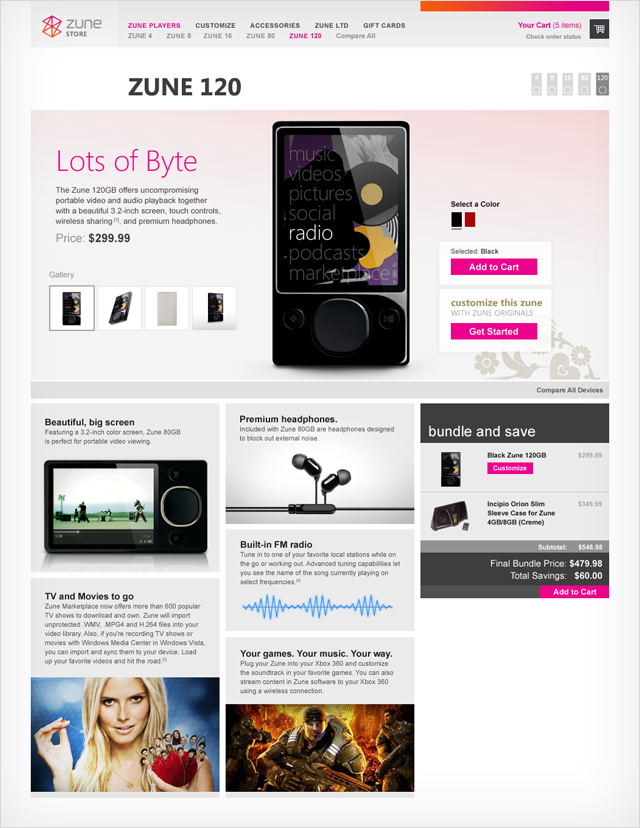 zune
STORE
ZUNE PLAYERS CUSTOMIZE ACCESSORIES ZUNE LTD GIFT CARDS
ZUNE 4 ZUNE 8 ZUNE 16 ZUNE 80 ZUNE 120 Compare All
Your Cart (5 items)
Check order status
ZUNE 120
4 8 16 80 120
Lots of Byte
The Zune 120GB offers uncompromising
portable video and audio playback together
with a beautiful 3.2-inch screen, touch controls,
wireless sharing [1], and premium headphones.
Price: $299.99
Gallery
music
videos
pictures
social
radio
podcasts
marketplace
Select a Color
Selected: Black
Add to Cart
customize this zune
WITH ZUNE ORIGINALS
Get Started
Compare All Devices
Beautiful, big screen
Featuring a 3.2-inch color screen, Zune 80GB
is perfect for portable video viewing.
TV and Movies to go
Zune Marketplace now offers more than 600 popular
TV shows to download and own. Zune will import
unprotected .WMV, .MPG4 and H.264 files into your
video library. Also, if you're recording TV shows or
movies with Windows Media Center in Windows Vista,
you can import and sync them to your device. Load
up your favorite videos and hit the road.
Premium headphones.
Included with Zune 80GB are headphones designed
to block out external noise.
Built-in FM radio
Tune in to one of your favorite local stations while on
the go or working out. Advanced tuning capabilities let
you see the name of the song currently playing on
select frequencies.
Your games. Your music. Your way.
Plug your Zune into your Xbox 360 and customize
the soundtrack in your favorite games. You can also
stream content in Zune software to your Xbox 360
using a wireless connection.
bundle and save
Black Zune 120GB $299.99
Customize
Incipio Orion Slim $349.99
Sleeve Case for Zune
4GB/8GB (Creme)
Subtotal: $548.98
Final Bundle Price: $479.98
Total Savings: $60.00
Add to Cart